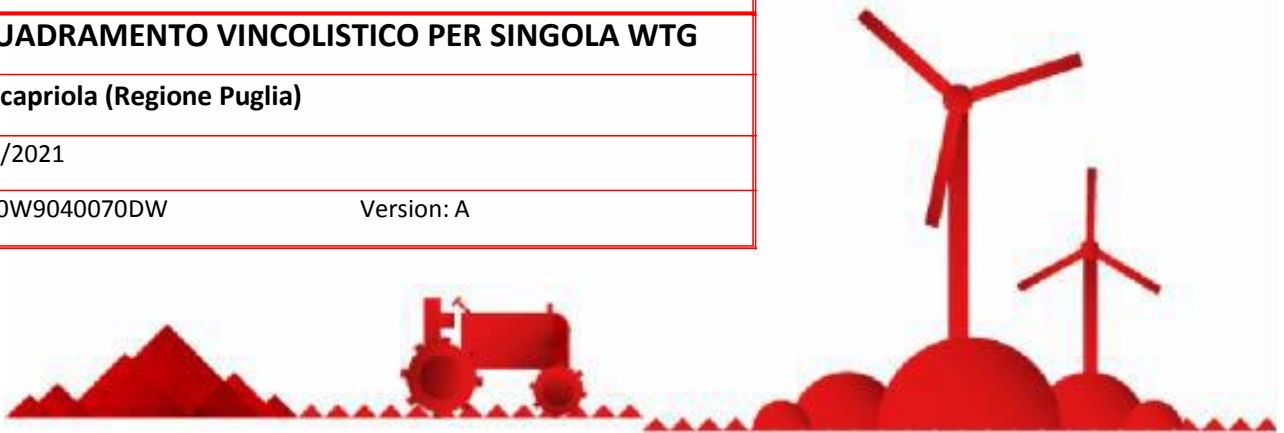 UADRAMENTO VINCOLISTICO PER SINGOLA WTG
capriola (Regione Puglia)
/2021
0W9040070DW Version: A